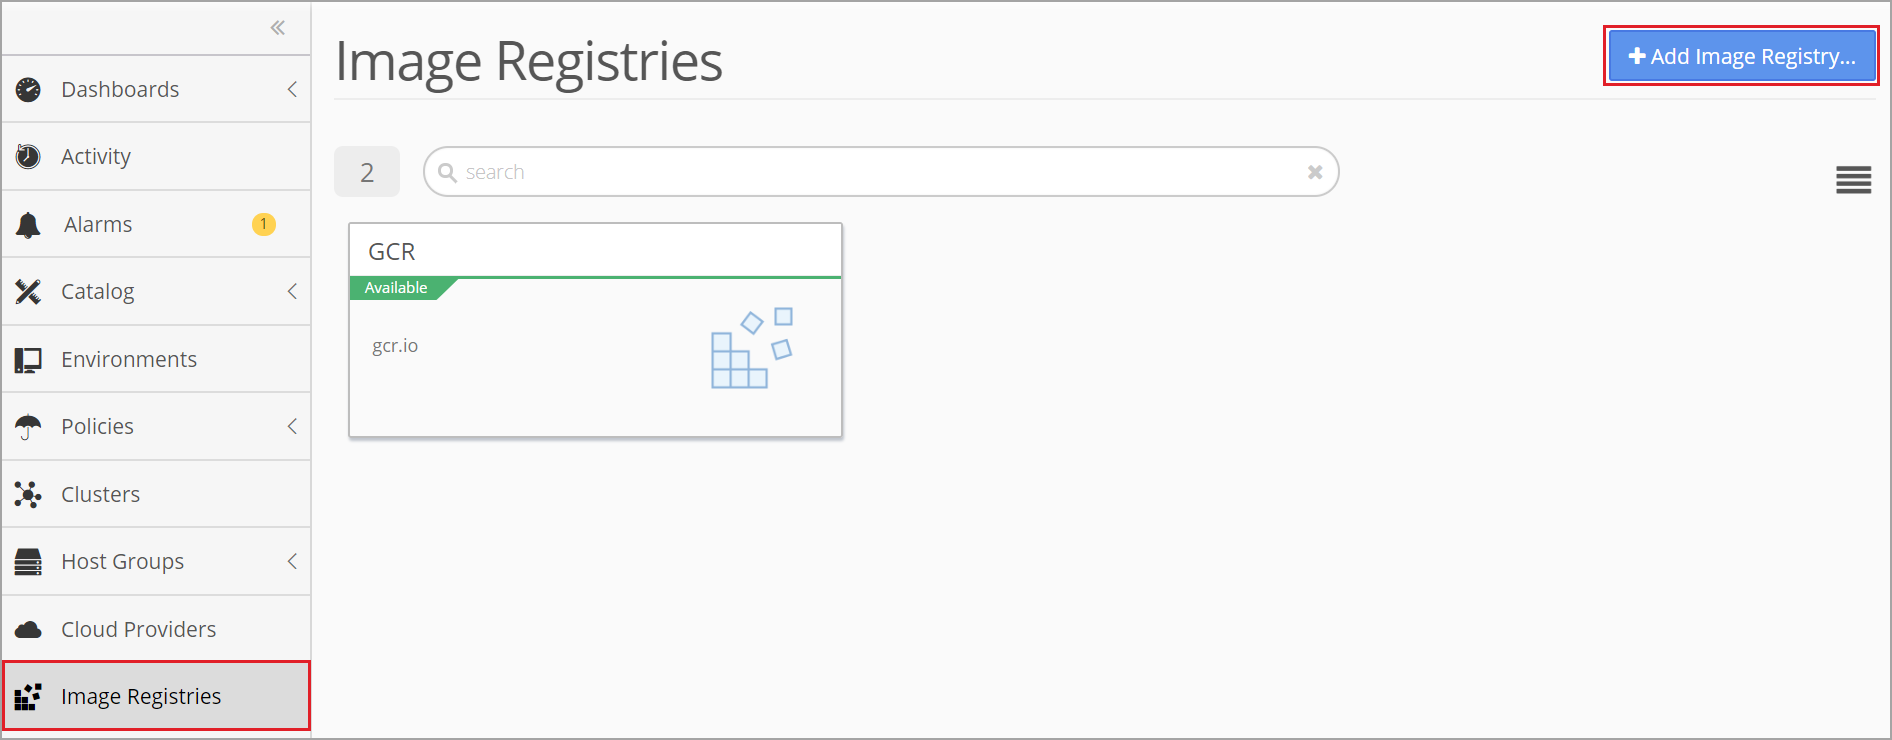 Dashboards
Activity
Alarms 1
Catalog
Environments
Policies
Clusters
Host Groups
Cloud Providers
Image Registries
Image Registries
Add Image Registry...
2
search
GCR
Available
gcr.io